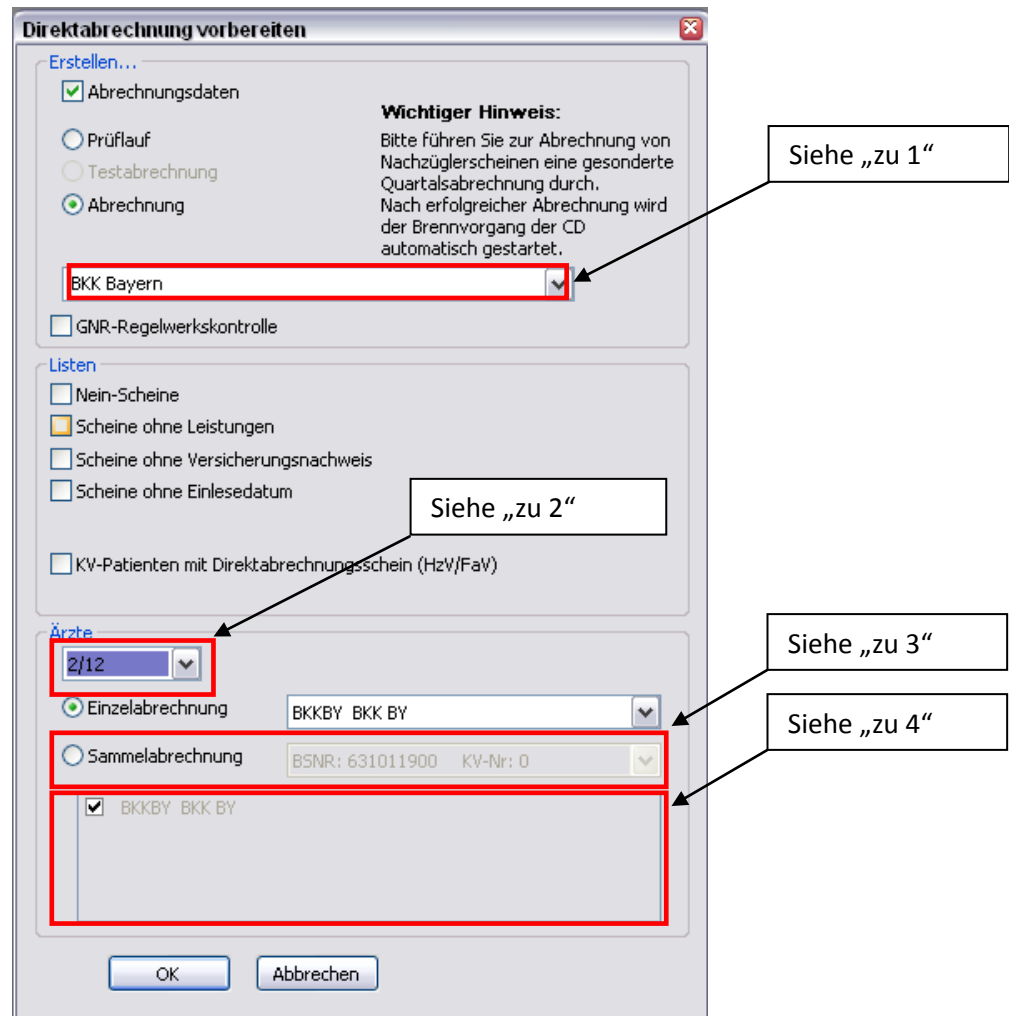 Direktabrechnung vorbereiten
Erstellen...
Abrechnungsdaten
Wichtiger Hinweis:
Prüflauf
Testabrechnung
Abrechnung
Bitte führen Sie zur Abrechnung von
Nachzüglerscheinen eine gesonderte
Quartalsabrechnung durch.
Nach erfolgreicher Abrechnung wird
der Brennvorgang der CD
automatisch gestartet.
Siehe „zu 1“
BKK Bayern
GNR-Regelwerkskontrolle
Listen
Nein-Scheine
Scheine ohne Leistungen
Scheine ohne Versicherungsnachweis
Scheine ohne Einlesedatum
Siehe „zu 2“
KV-Patienten mit Direktabrechnungsschein (HzV/FaV)
Ärzte
2/12
Siehe „zu 3“
Einzelabrechnung BKKBY BKK BY
Siehe „zu 4“
Sammelabrechnung BSNR: 631011900 KV-Nr: 0
BKKBY BKK BY
OK Abbrechen